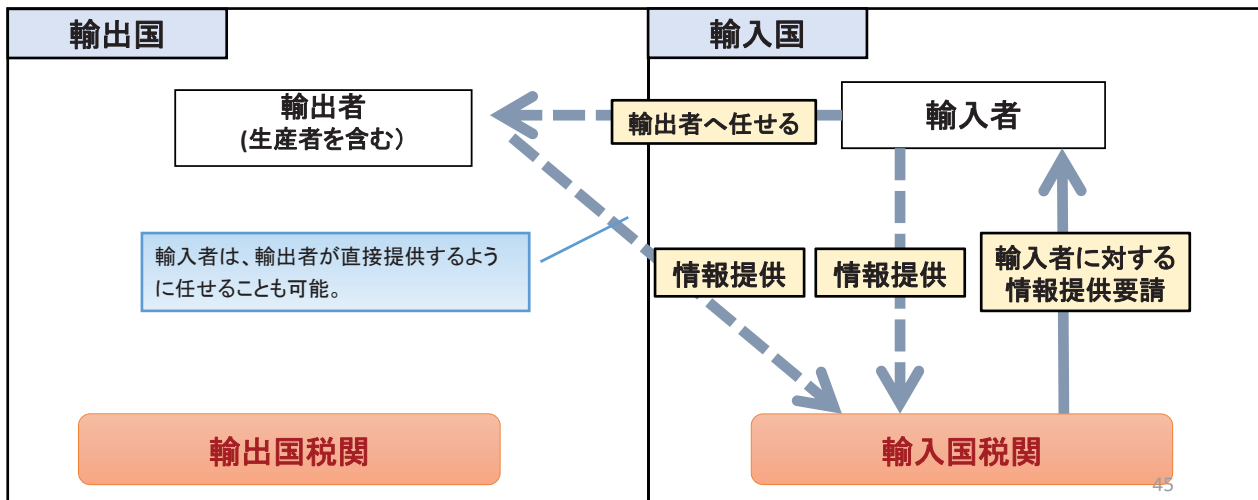 輸出国
輸入国
輸出者
(生産者を含む)
輸出者へ任せる
輸入者
輸入者は、輸出者が直接提供するよう
に任せることも可能。
情報提供
情報提供
輸入者に対する
情報提供要請
輸出国税関
輸入国税関
45